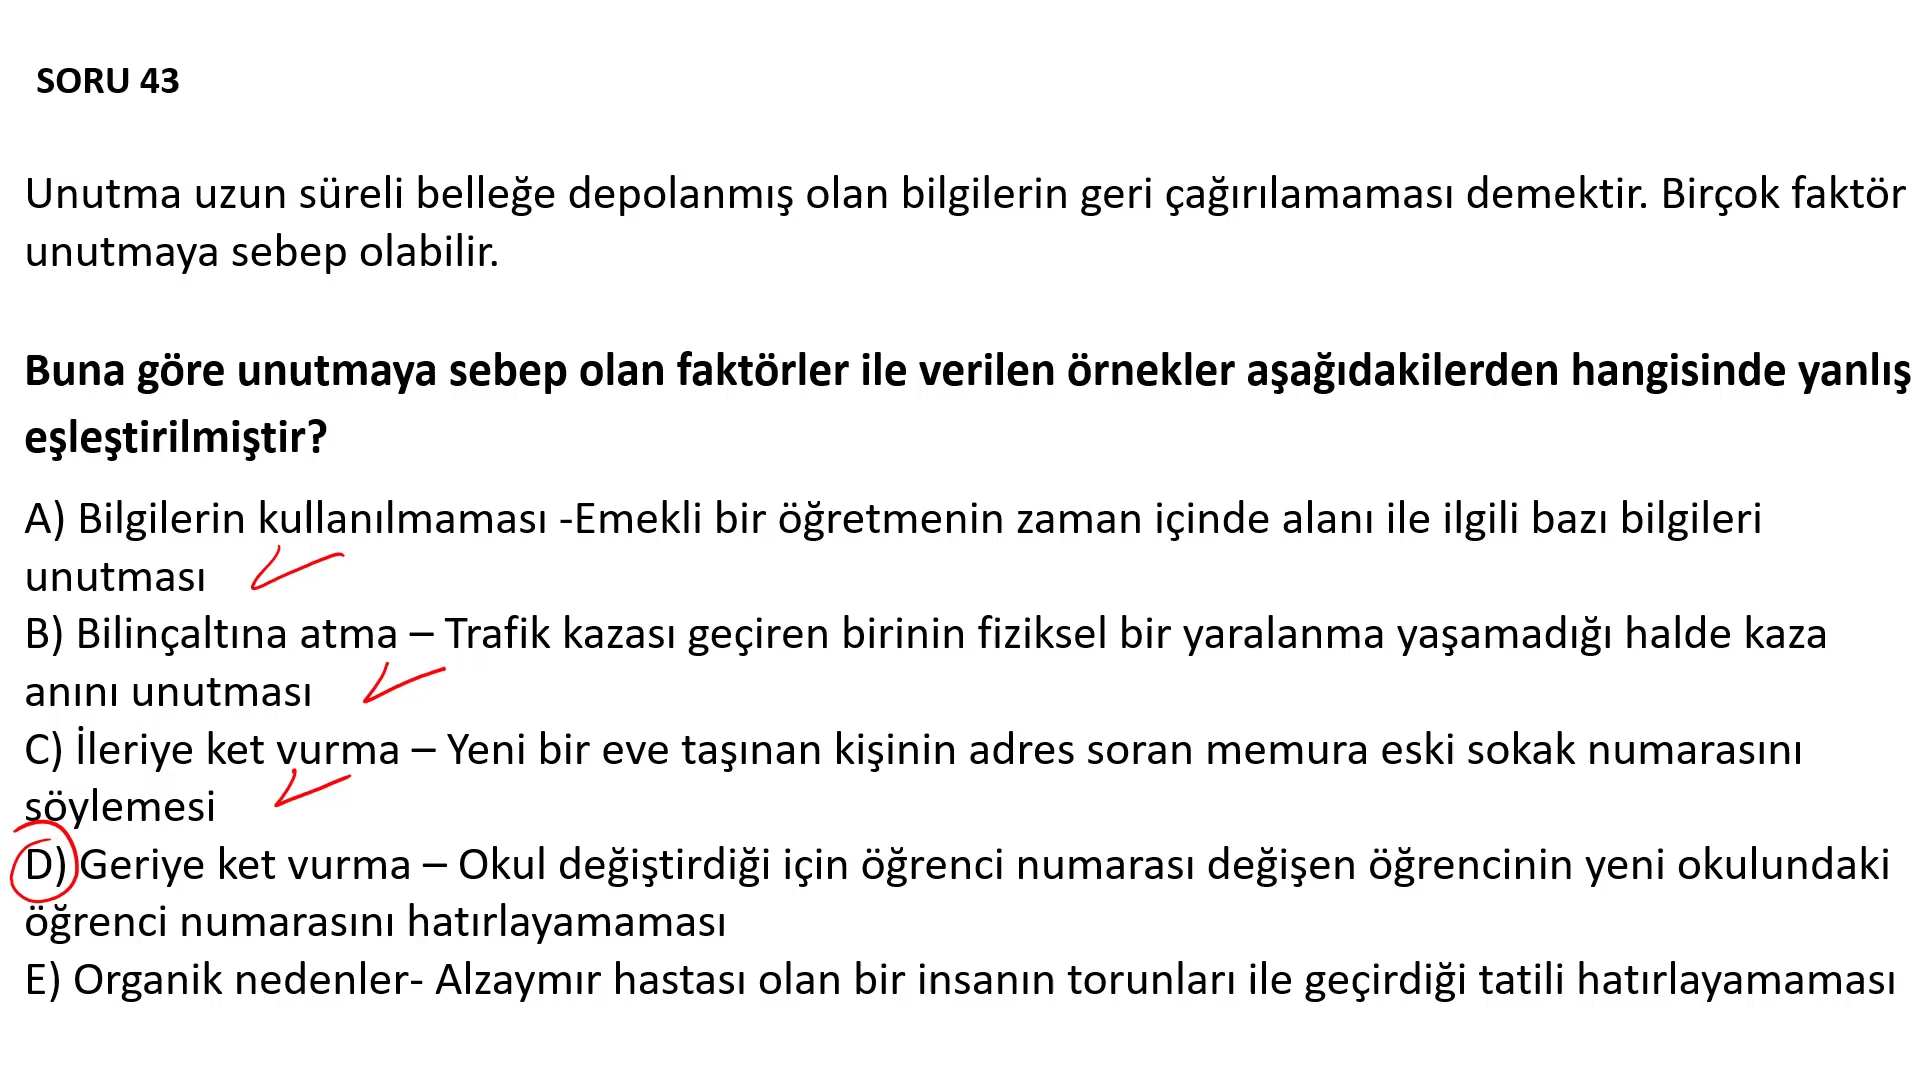 SORU 43
Unutma uzun süreli belleğe depolanmış olan bilgilerin geri çağırılamaması demektir. Birçok faktör
unutmaya sebep olabilir.
Buna göre unutmaya sebep olan faktörler ile verilen örnekler aşağıdakilerden hangisinde yanlış
eşleştirilmiştir?
A) Bilgilerin kullanılmaması -Emekli bir öğretmenin zaman içinde alanı ile ilgili bazı bilgileri
unutması
B) Bilinçaltına atma – Trafik kazası geçiren birinin fiziksel bir yaralanma yaşamadığı halde kaza
anını unutması
C) İleriye ket vurma – Yeni bir eve taşınan kişinin adres soran memura eski sokak numarasını
söylemesi
D) Geriye ket vurma – Okul değiştirdiği için öğrenci numarası değişen öğrencinin yeni okulundaki
öğrenci numarasını hatırlayamaması
E) Organik nedenler- Alzaymır hastası olan bir insanın torunları ile geçirdiği tatili hatırlayamaması